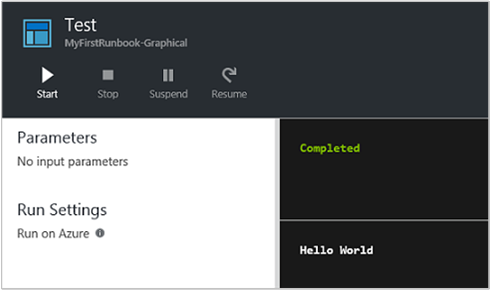 Test
MyFirstRunbook-Graphical
Start
Stop
Suspend
Resume
Parameters
No input parameters
Run Settings
Run on Azure
Completed
Hello World